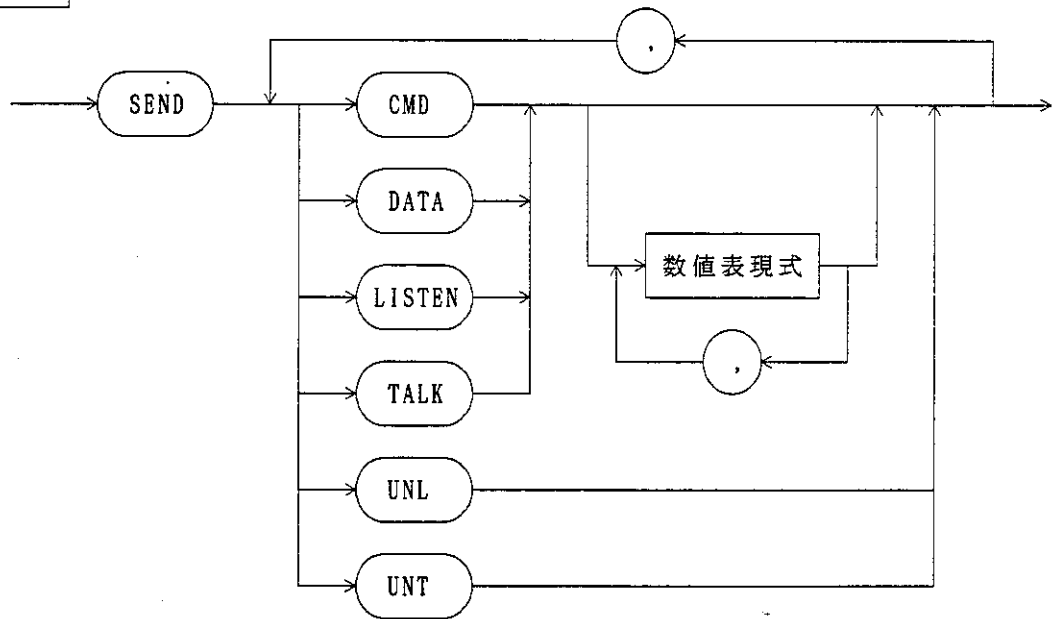 ,
SEND
CMD
DATA
数値表現式
LISTEN
,
TALK
UNL
UNT